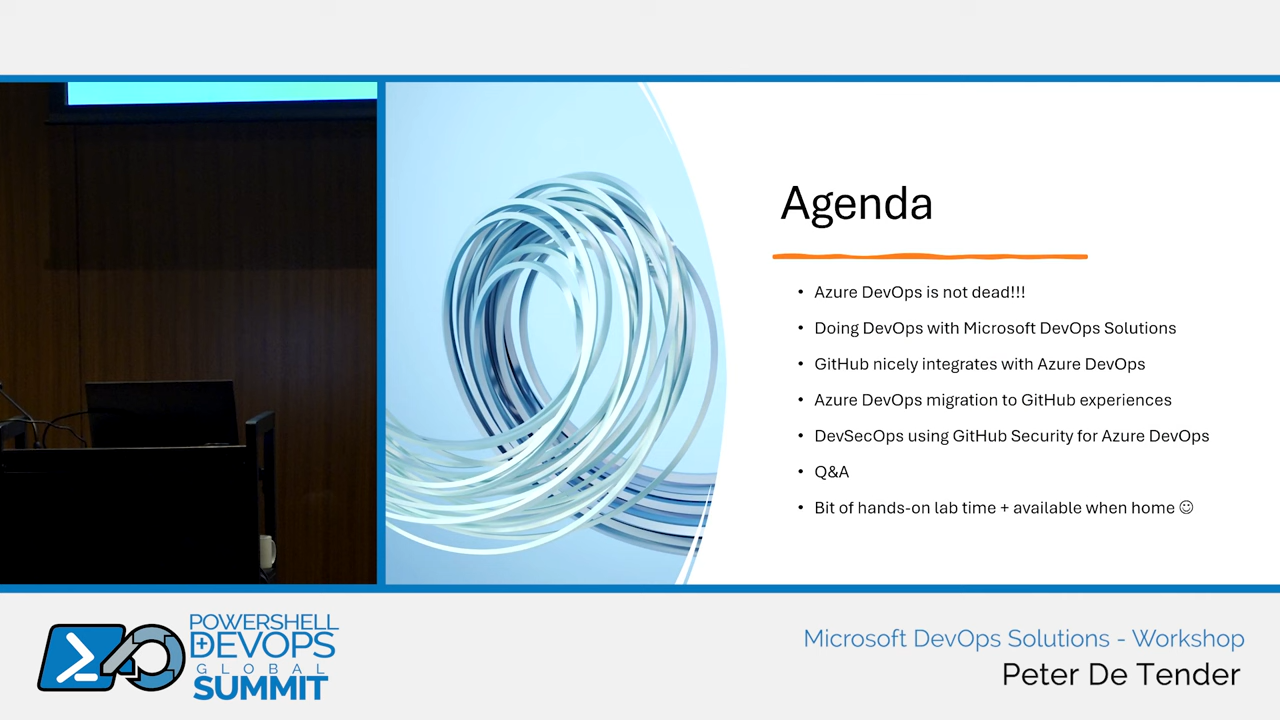 Agenda
• Azure DevOps is not dead!!!
• Doing DevOps with Microsoft DevOps Solutions
• GitHub nicely integrates with Azure DevOps
• Azure DevOps migration to GitHub experiences
• DevSecOps using GitHub Security for Azure DevOps
• Q&A
• Bit of hands-on lab time + available when home ☺
POWERSHELL
+DEVOPS
GLOBAL
SUMMIT
Microsoft DevOps Solutions - Workshop
Peter De Tender